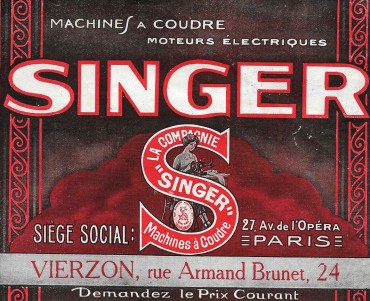 MACHINES A COUDRE
MOTEURS ÉLECTRIQUES
SINGER
LA COMPAGNIE
"SINGER"
Machines à Coudre
SIÈGE SOCIAL:
27, Av. de l'OPÉRA
PARIS
VIERZON, rue Armand Brunet, 24
Demandez le Prix Courant